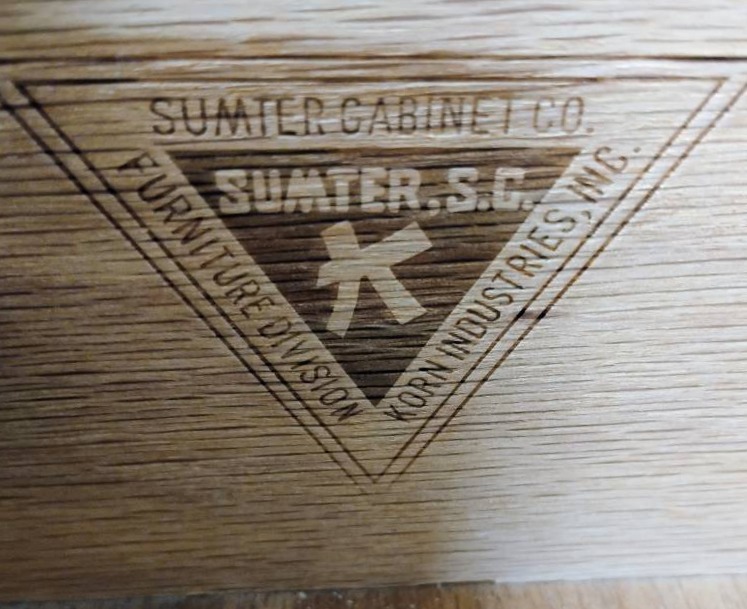 SUMTER CABINET CO.
SUMTER, S.C.
K
FURNITURE DIVISION
KORN INDUSTRIES, INC.